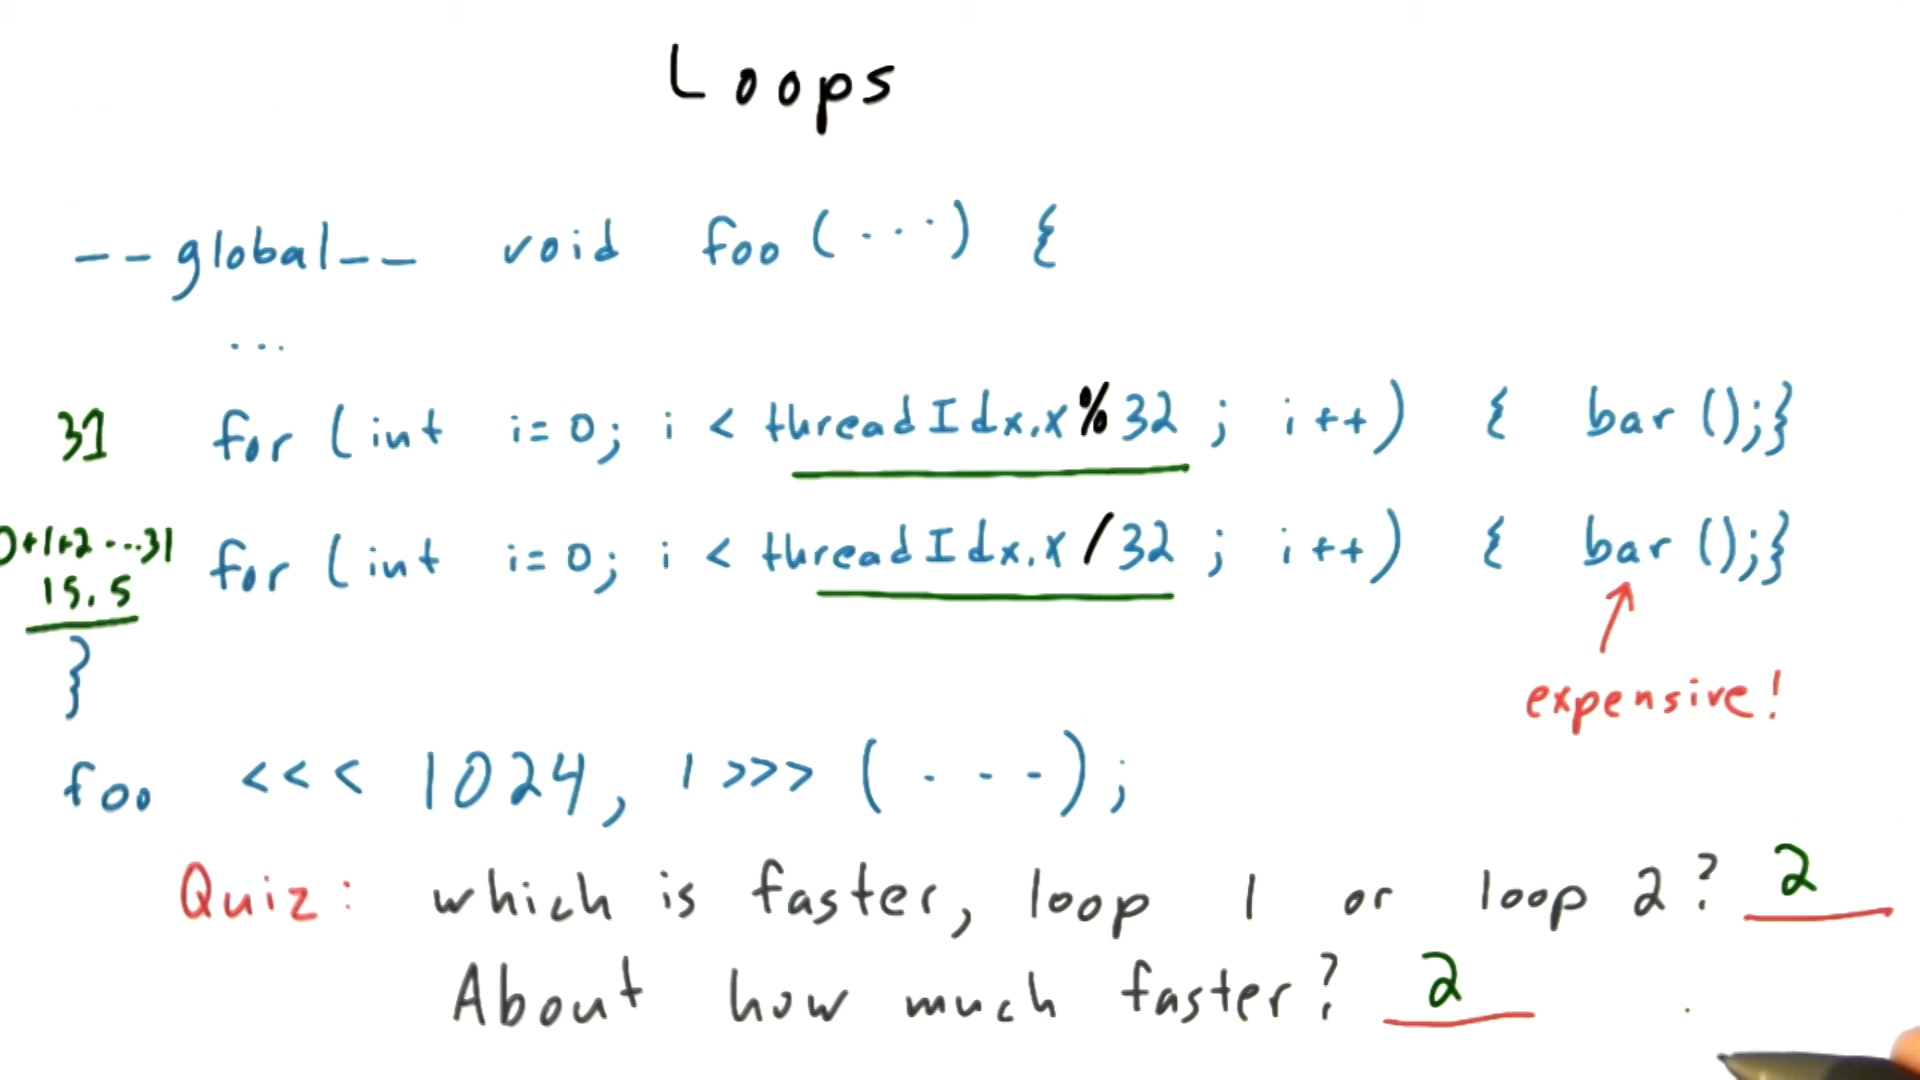 Loops
__global__ void foo (...) {
...
31 for (int i=0; i < threadIdx.x % 32 ; i++) { bar ();}
0+1+2...31
15.5
for (int i=0; i < threadIdx.x / 32 ; i++) { bar ();}
}
expensive!
foo <<< 1024, 1 >>> (...);
Quiz: which is faster, loop 1 or loop 2? 2
About how much faster? 2